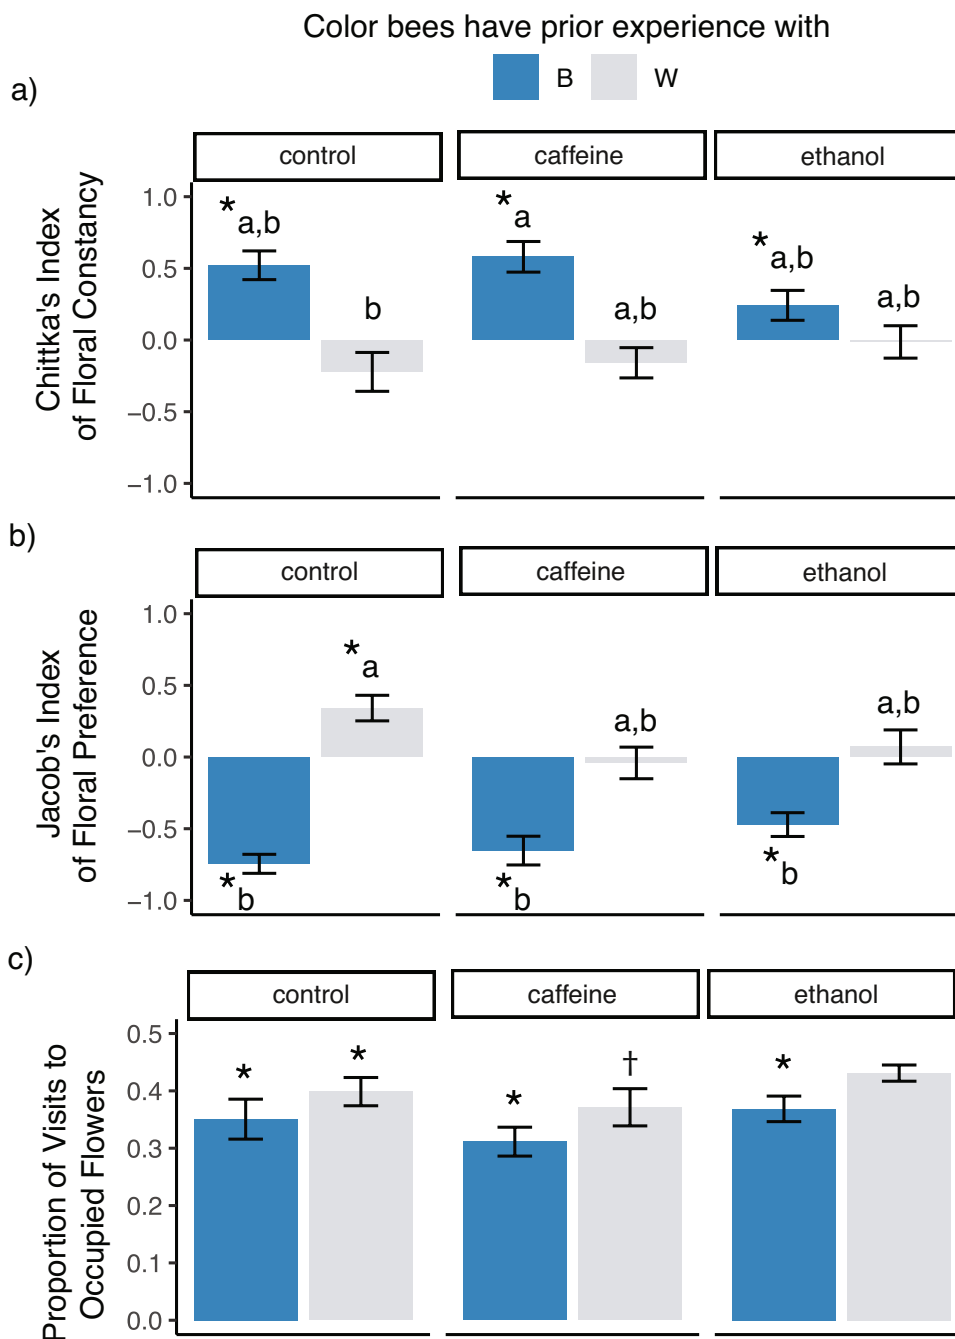 Color bees have prior experience with
B W
a)
control caffeine ethanol
Chittka's Index
of Floral Constancy
1.0
0.5
0.0
−0.5
−1.0
* a,b
b
* a
a,b
* a,b
a,b
b)
control caffeine ethanol
Jacob's Index
of Floral Preference
1.0
0.5
0.0
−0.5
−1.0
* b
* a
* b
a,b
* b
a,b
c)
control caffeine ethanol
Proportion of Visits to
Occupied Flowers
0.5
0.4
0.3
0.2
0.1
0.0
* * * † *